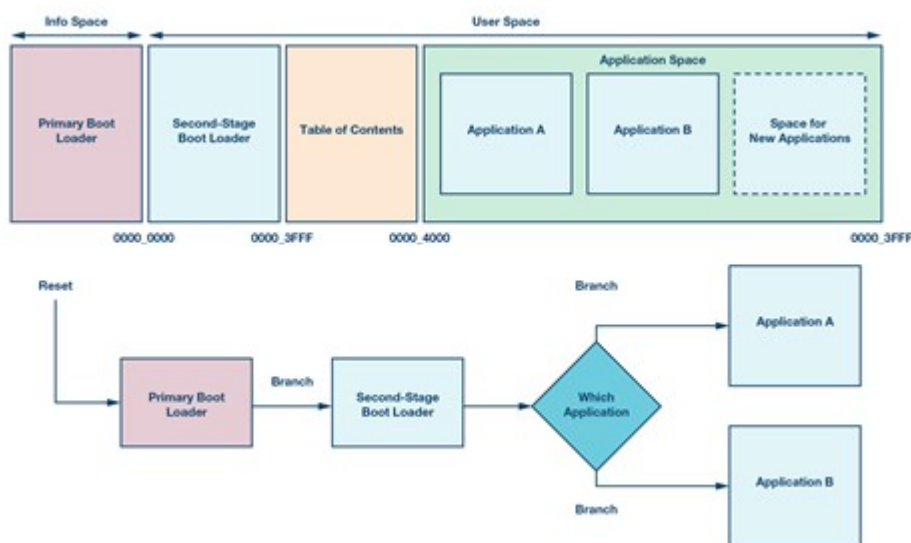 Info Space
User Space
Primary Boot
Loader
Second-Stage
Boot Loader
Table of Contents
Application Space
Application A
Application B
Space for
New Applications
0000_0000
0000_3FFF
0000_4000
0000_3FFF
Reset
Primary Boot
Loader
Branch
Second-Stage
Boot Loader
Which
Application
Branch
Application A
Branch
Application B